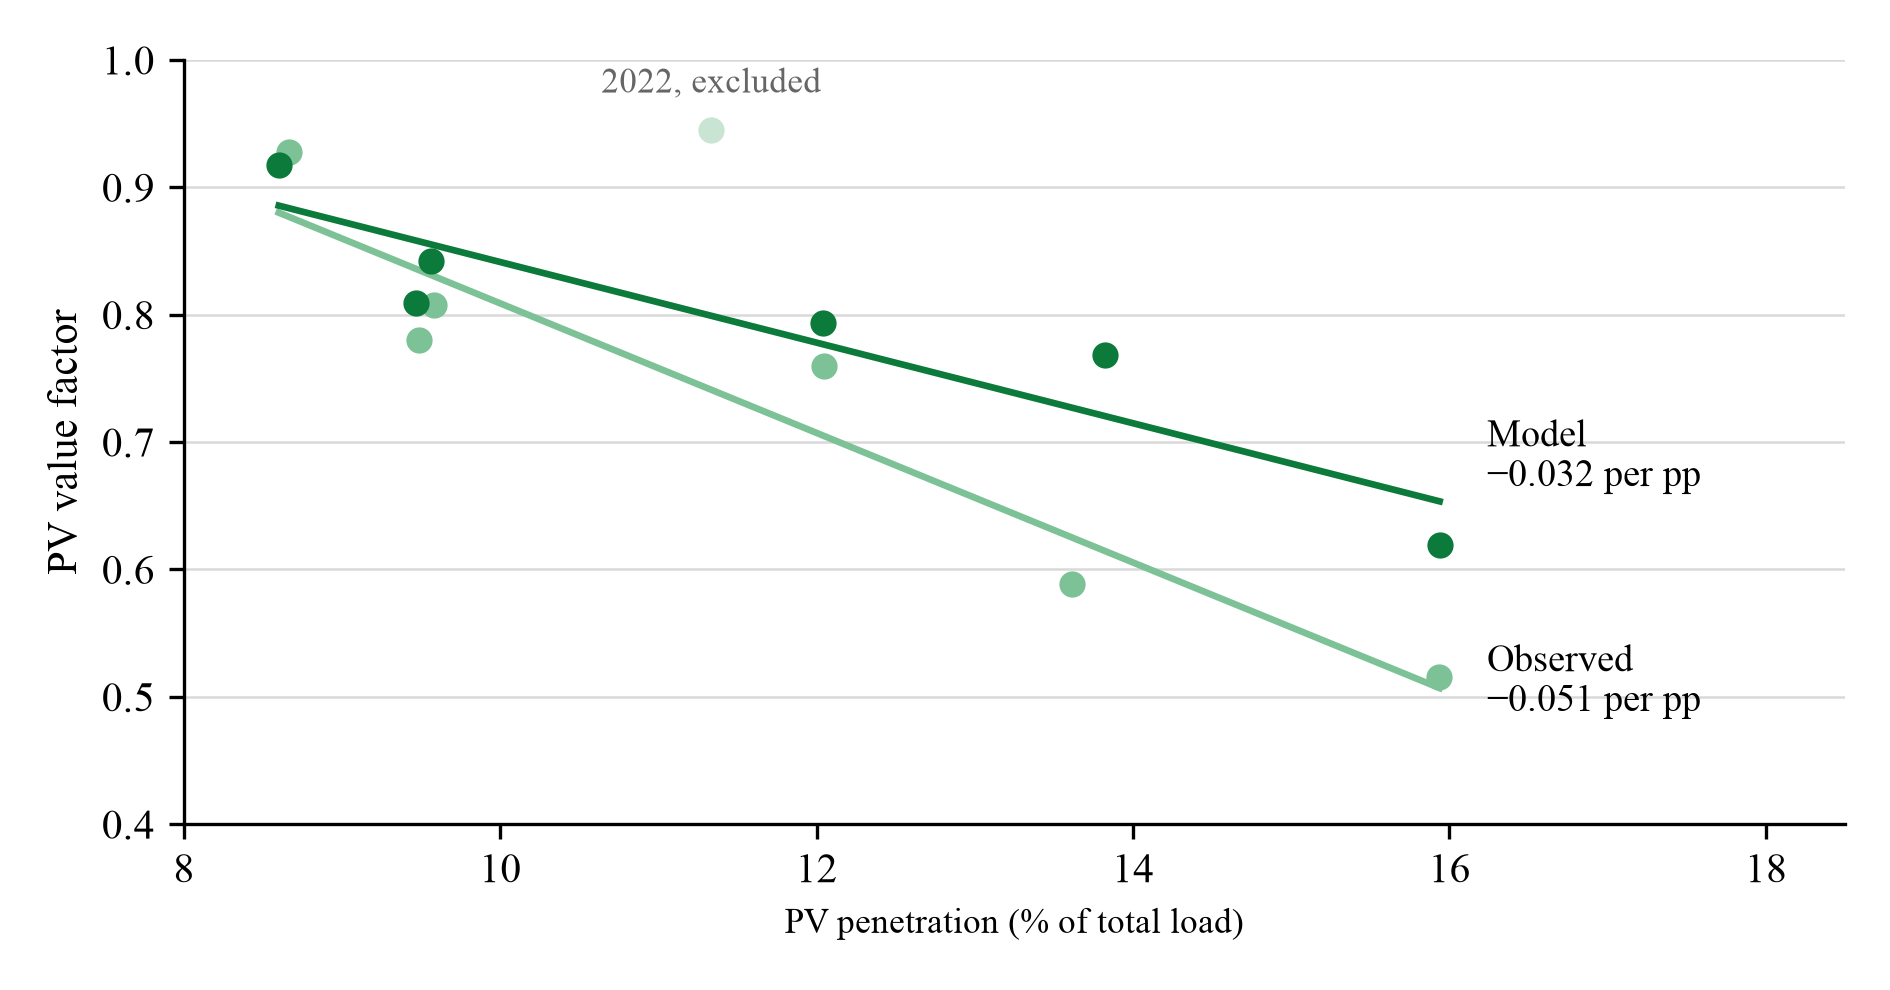 1.0
2022, excluded
0.9
0.8
0.7
0.6
0.5
0.4
PV value factor
Model
−0.032 per pp
Observed
−0.051 per pp
8 10 12 14 16 18
PV penetration (% of total load)